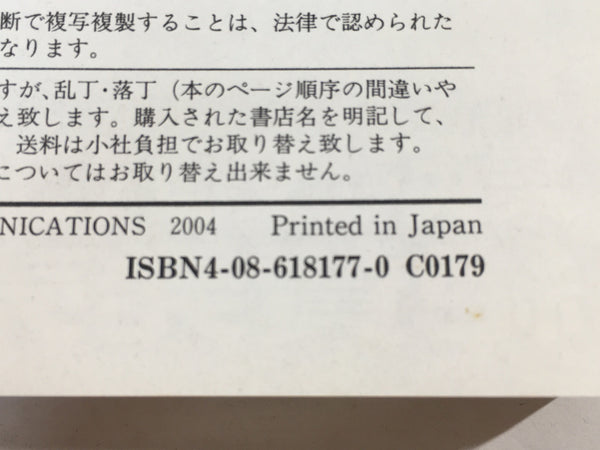 断で複写複製することは、法律で認められた
なります。
すが、乱丁・落丁（本のページ順序の間違いや
え致します。購入された書店名を明記して、
送料は小社負担でお取り替え致します。
についてはお取り替え出来ません。
NICATIONS 2004 Printed in Japan
ISBN4-08-618177-0 C0179